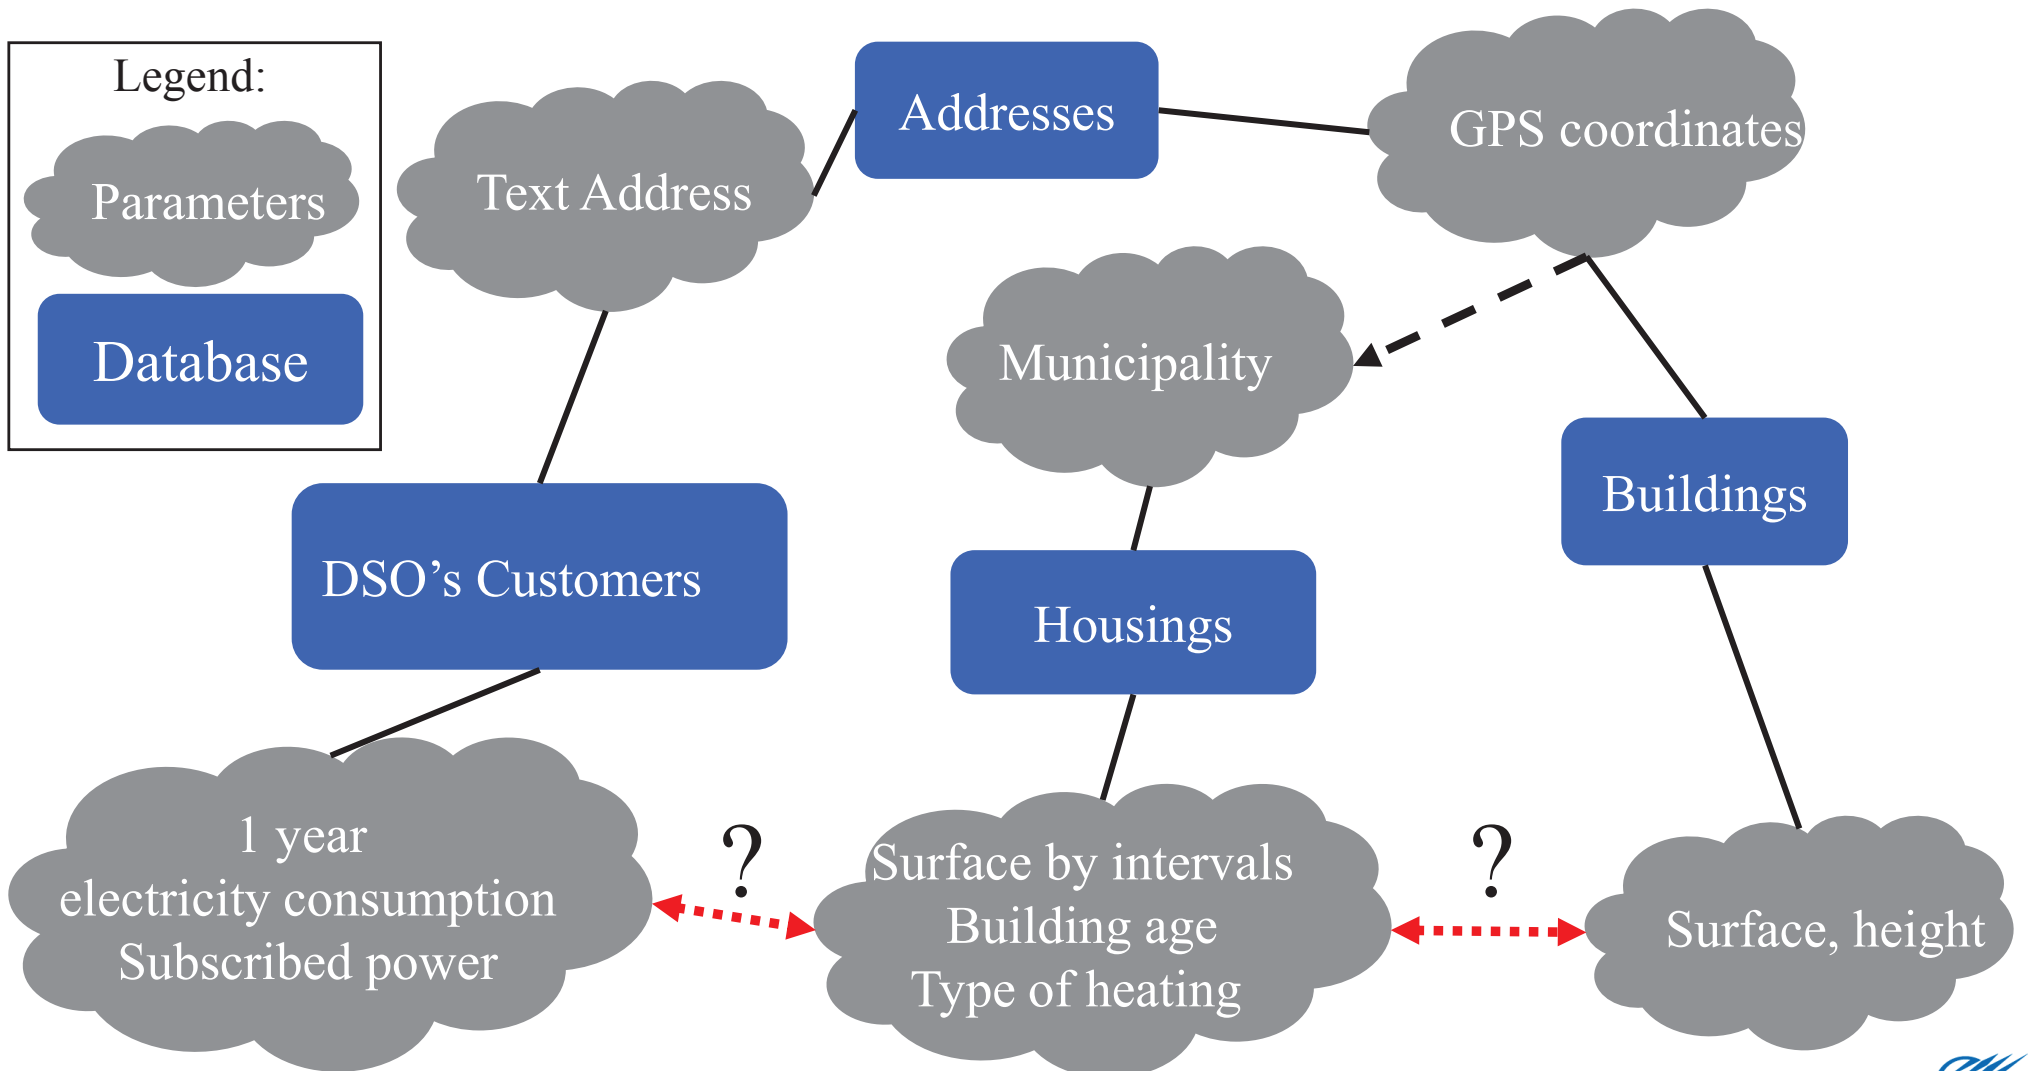 Legend:
Parameters
Database
Text Address
Addresses
GPS coordinates
Municipality
Buildings
DSO’s Customers
Housings
1 year
electricity consumption
Subscribed power
?
Surface by intervals
Building age
Type of heating
?
Surface, height